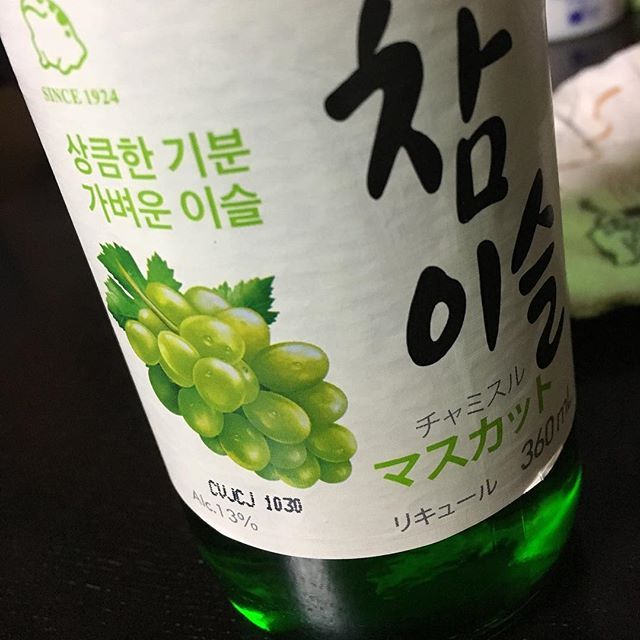 SINCE 1924
상큼한 기분
가벼운 이슬
참
이슬
チャミスル
マスカット
リキュール
360mL
CVJCJ 1030
Alc.13%